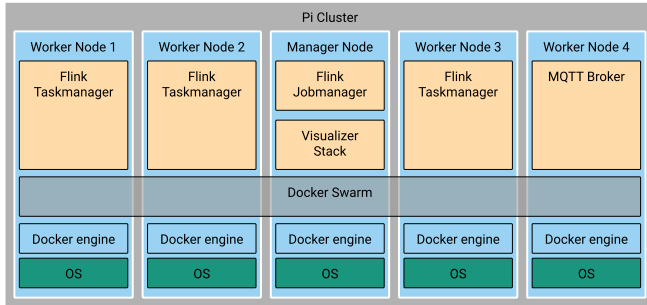 Pi Cluster
Worker Node 1
Worker Node 2
Manager Node
Worker Node 3
Worker Node 4
Flink
Taskmanager
Flink
Taskmanager
Flink
Jobmanager
Visualizer
Stack
Flink
Taskmanager
MQTT Broker
Docker Swarm
Docker engine
Docker engine
Docker engine
Docker engine
Docker engine
OS
OS
OS
OS
OS